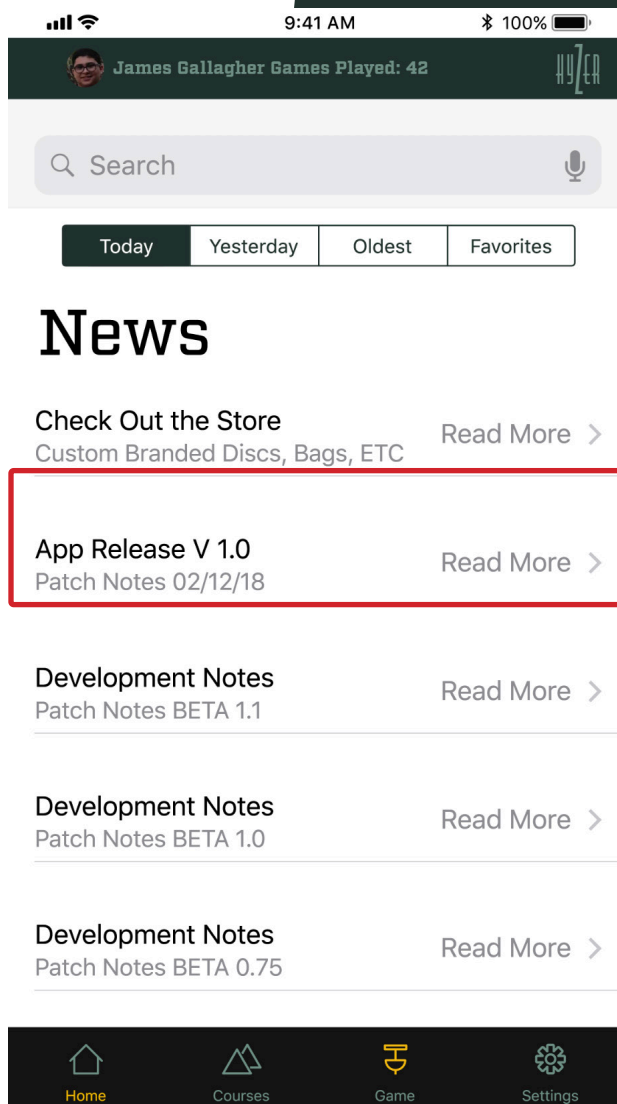 9:41 AM
100%
James Gallagher Games Played: 42
HYZER
Search
Today Yesterday Oldest Favorites
News
Check Out the Store
Custom Branded Discs, Bags, ETC
Read More
App Release V 1.0
Patch Notes 02/12/18
Read More
Development Notes
Patch Notes BETA 1.1
Read More
Development Notes
Patch Notes BETA 1.0
Read More
Development Notes
Patch Notes BETA 0.75
Read More
Home Courses Game Settings